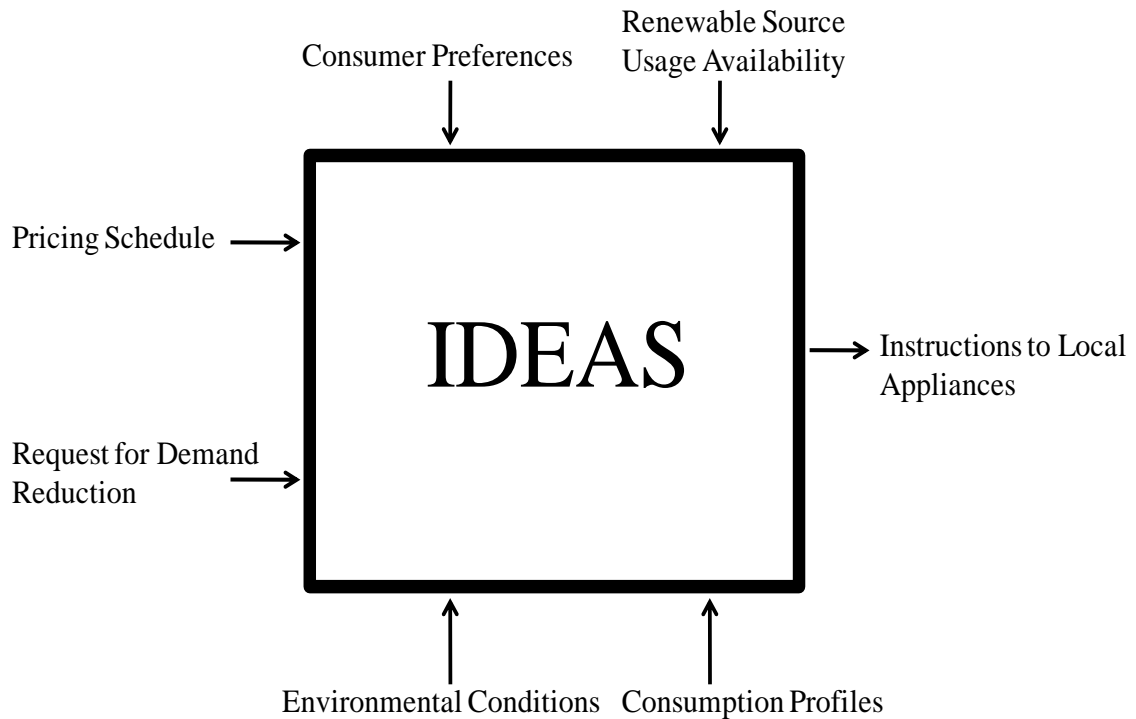 Consumer Preferences
Renewable Source
Usage Availability
Pricing Schedule
IDEAS
Instructions to Local
Appliances
Request for Demand
Reduction
Environmental Conditions
Consumption Profiles